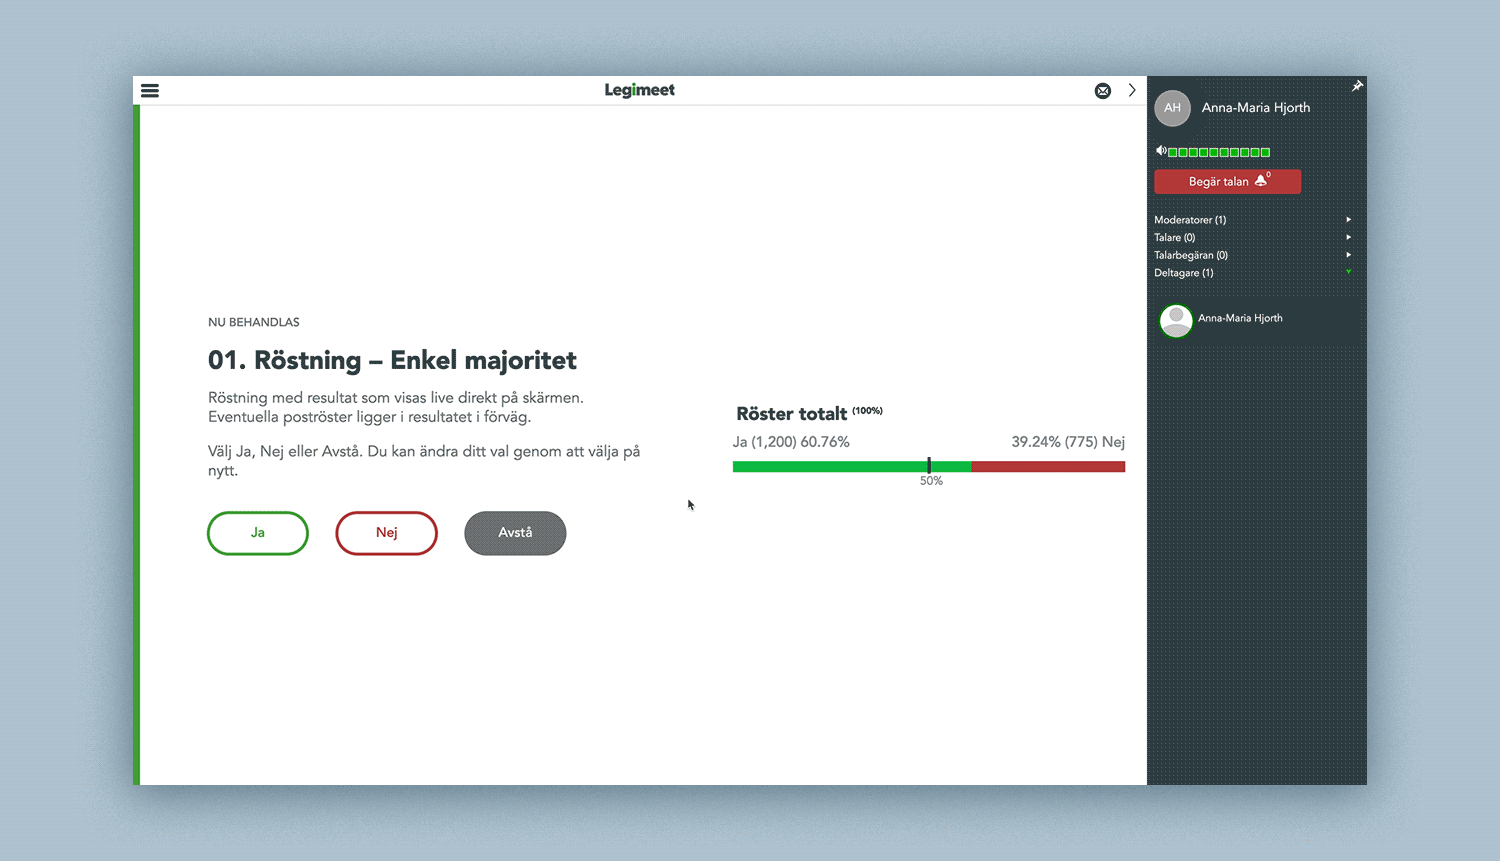 Legimeet
NU BEHANDLAS
01. Röstning – Enkel majoritet
Röstning med resultat som visas live direkt på skärmen.
Eventuella poströster ligger i resultatet i förväg.
Välj Ja, Nej eller Avstå. Du kan ändra ditt val genom att välja på
nytt.
Ja
Nej
Avstå
Röster totalt (100%)
Ja (1,200) 60.76%
39.24% (775) Nej
50%
AH
Anna-Maria Hjorth
Begär talan 0
Moderatorer (1)
Talare (0)
Talarbegäran (0)
Deltagare (1)
Anna-Maria Hjorth